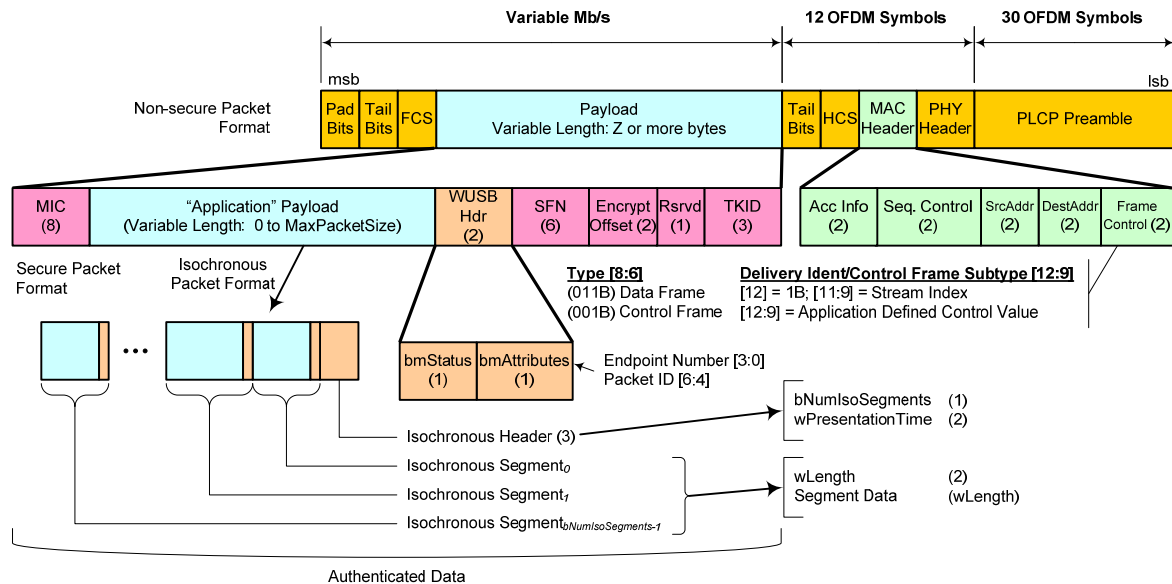 Variable Mb/s
12 OFDM Symbols
30 OFDM Symbols
msb
lsb
Non-secure Packet
Format
Pad
Bits
Tail
Bits
FCS
Payload
Variable Length: Z or more bytes
Tail
Bits
HCS
MAC
Header
PHY
Header
PLCP Preamble
MIC
(8)
“Application” Payload
(Variable Length: 0 to MaxPacketSize)
WUSB
Hdr
(2)
SFN
(6)
Encrypt
Offset (2)
Rsrvd
(1)
TKID
(3)
Acc Info
(2)
Seq. Control
(2)
SrcAddr
(2)
DestAddr
(2)
Frame
Control (2)
Secure Packet
Format
Isochronous
Packet Format
Type [8:6]
(011B) Data Frame
(001B) Control Frame
Delivery Ident/Control Frame Subtype [12:9]
[12] = 1B; [11:9] = Stream Index
[12:9] = Application Defined Control Value
bmStatus
(1)
bmAttributes
(1)
Endpoint Number [3:0]
Packet ID [6:4]
bNumIsoSegments (1)
wPresentationTime (2)
Isochronous Header (3)
Isochronous Segment0
Isochronous Segment1
Isochronous SegmentbNumIsoSegments-1
wLength (2)
Segment Data (wLength)
Authenticated Data